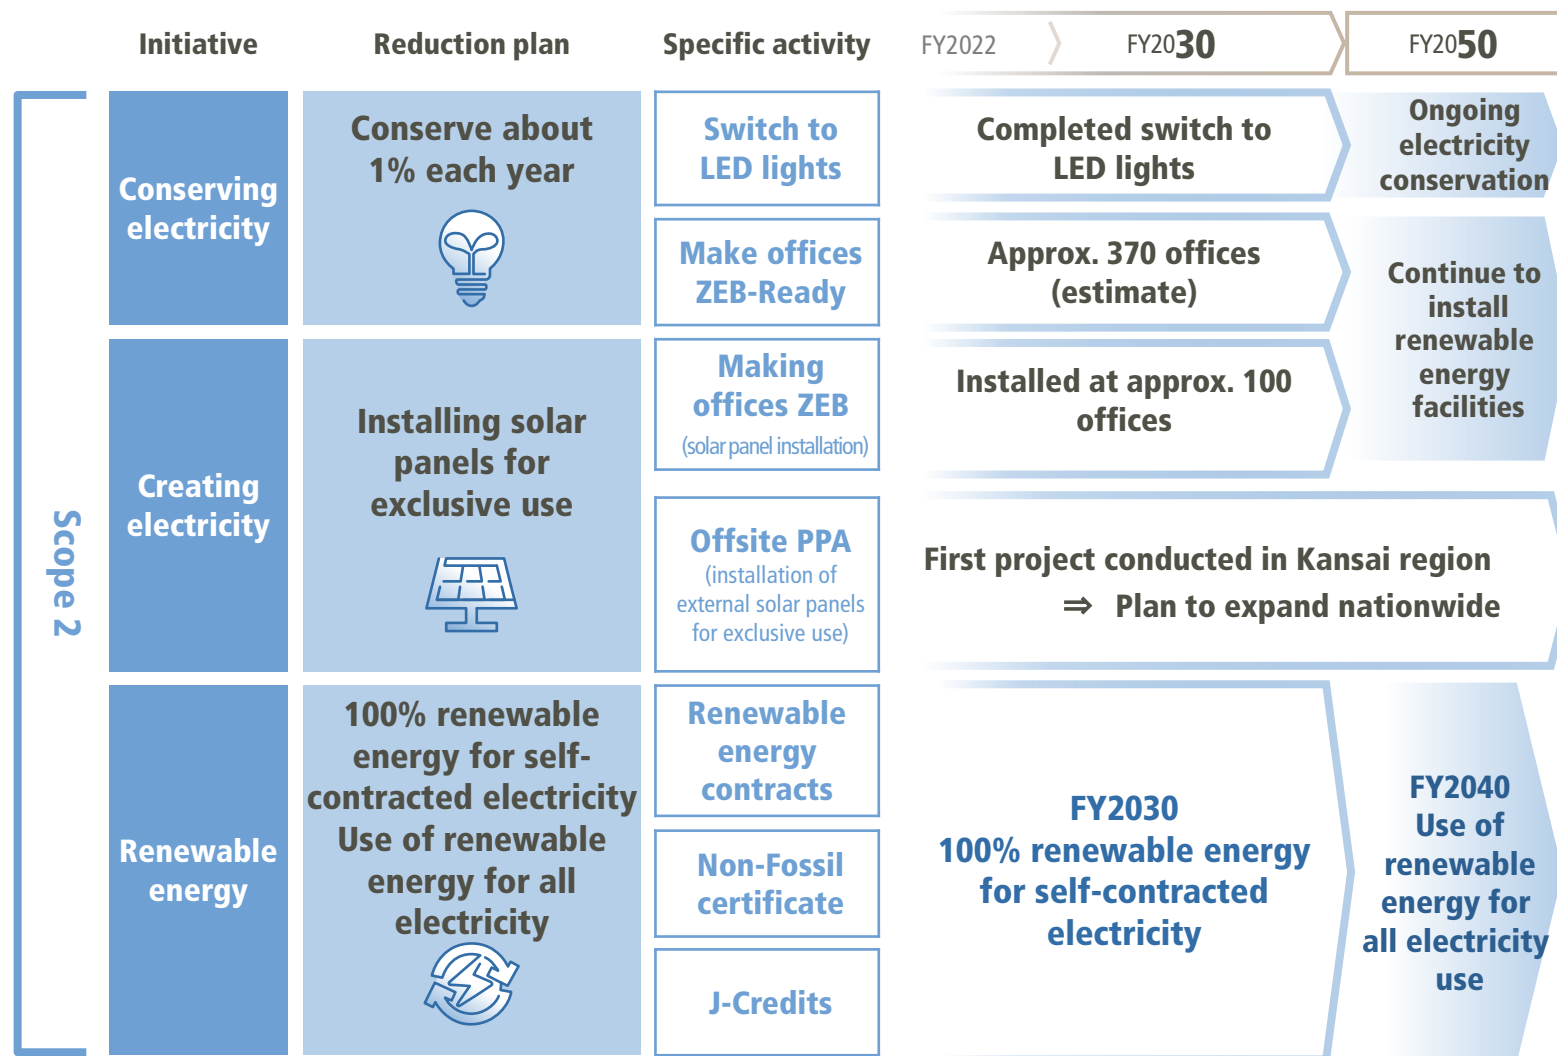 Initiative
Reduction plan
Specific activity
FY2022
FY2030
FY2050
Scope 2
Conserving
electricity
Conserve about
1% each year
Switch to
LED lights
Completed switch to
LED lights
Ongoing
electricity
conservation
Make offices
ZEB-Ready
Approx. 370 offices
(estimate)
Continue to
install
renewable
energy
facilities
Creating
electricity
Installing solar
panels for
exclusive use
Making
offices ZEB
(solar panel installation)
Installed at approx. 100
offices
Offsite PPA
(installation of
external solar panels
for exclusive use)
First project conducted in Kansai region
⇒ Plan to expand nationwide
Renewable
energy
100% renewable
energy for self-
contracted electricity
Use of renewable
energy for all
electricity
Renewable
energy
contracts
Non-Fossil
certificate
J-Credits
FY2030
100% renewable energy
for self-contracted
electricity
FY2040
Use of
renewable
energy for
all electricity
use